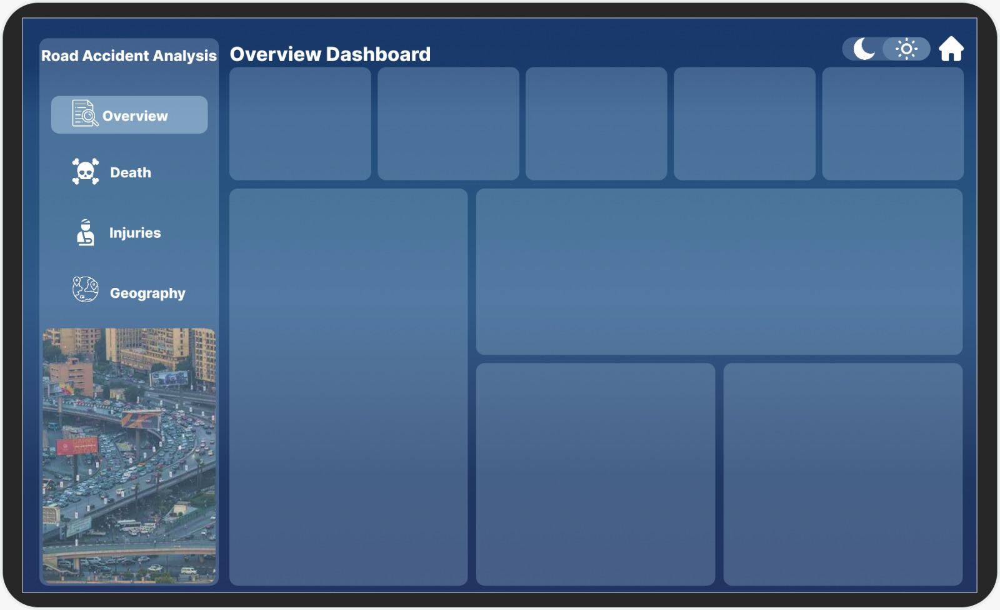 Road Accident Analysis
Overview Dashboard
Overview
Death
Injuries
Geography